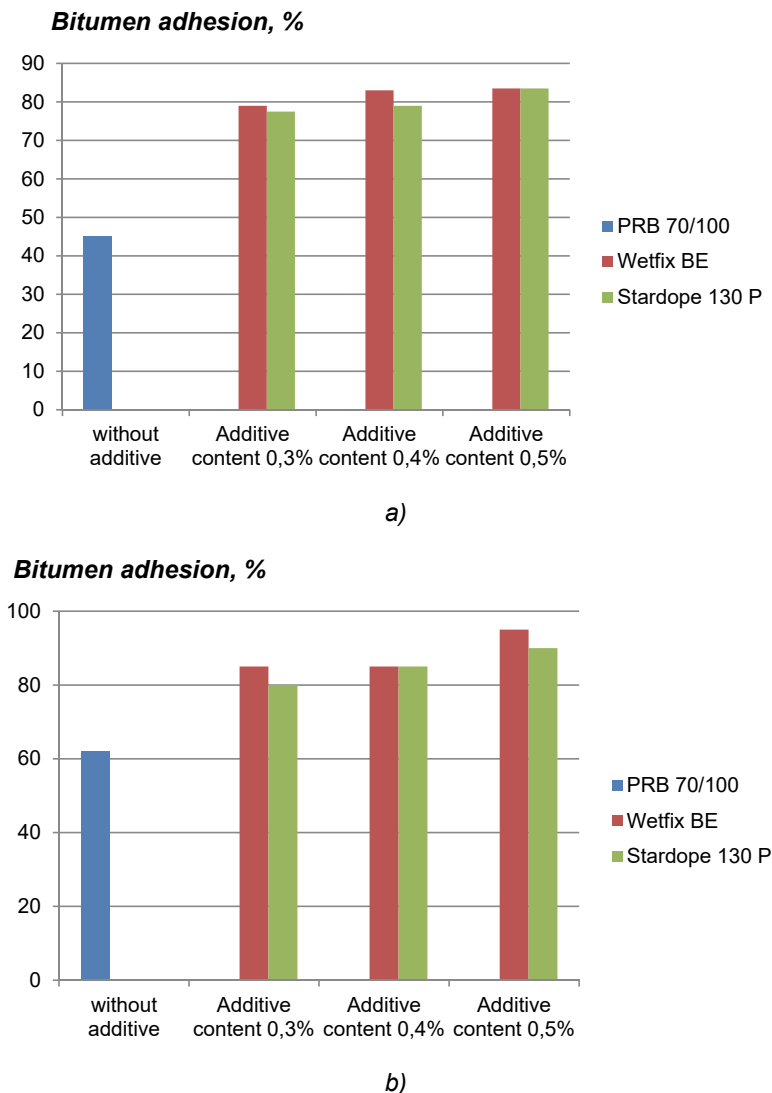 Bitumen adhesion, %
90
80
70
60
50
40
30
20
10
0
PRB 70/100
Wetfix BE
Stardope 130 P
without
additive
Additive
content 0,3%
Additive
content 0,4%
Additive
content 0,5%
a)
Bitumen adhesion, %
100
80
60
40
20
0
PRB 70/100
Wetfix BE
Stardope 130 P
without
additive
Additive
content 0,3%
Additive
content 0,4%
Additive
content 0,5%
b)